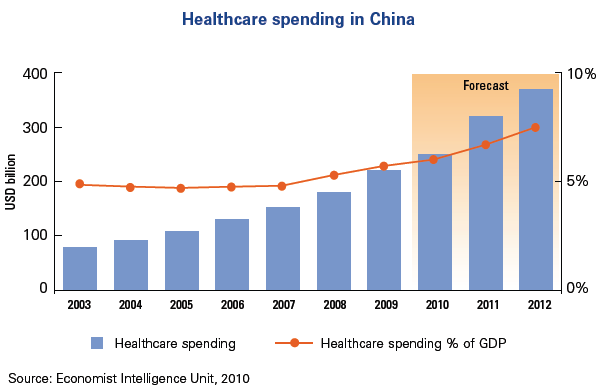 Healthcare spending in China
400
300
200
100
0
USD billion
10%
5%
0%
Forecast
2003 2004 2005 2006 2007 2008 2009 2010 2011 2012
Healthcare spending Healthcare spending % of GDP
Source: Economist Intelligence Unit, 2010